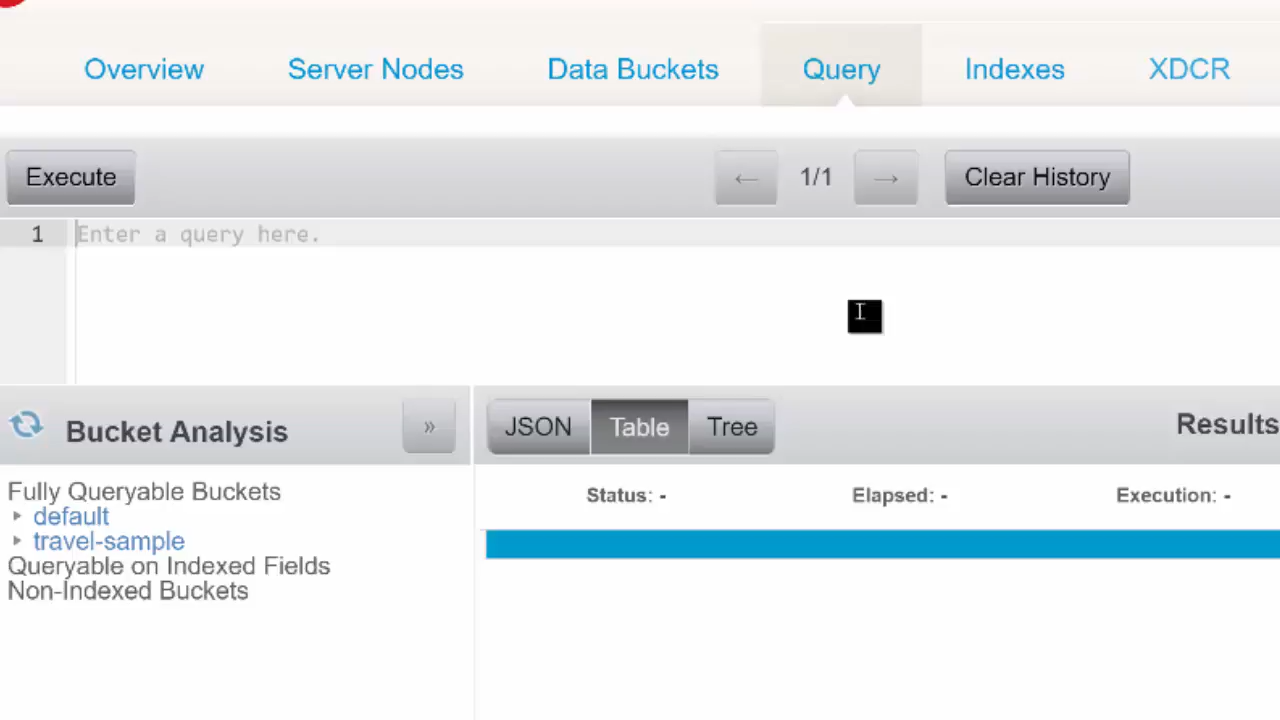 Overview Server Nodes Data Buckets Query Indexes XDCR
Execute ← 1/1 → Clear History
1 Enter a query here.
Bucket Analysis »
JSON Table Tree Results
Fully Queryable Buckets
default
travel-sample
Queryable on Indexed Fields
Non-Indexed Buckets
Status: - Elapsed: - Execution: -